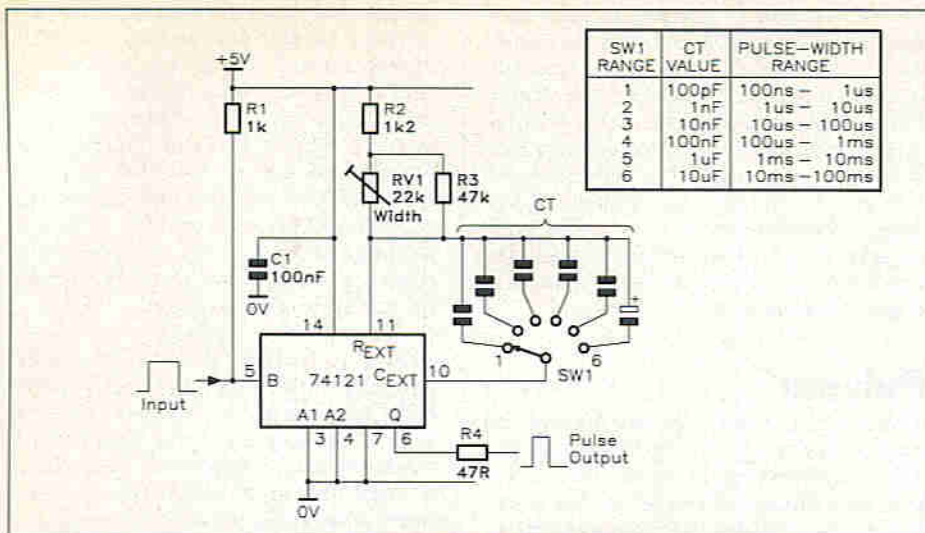 +5V
R1
1k
R2
1k2
RV1
22k
Width
R3
47k
C1
100nF
0V
CT
SW1 RANGE CT VALUE PULSE-WIDTH RANGE
1 100pF 100ns - 1us
2 1nF 1us - 10us
3 10nF 10us - 100us
4 100nF 100us - 1ms
5 1uF 1ms - 10ms
6 10uF 10ms - 100ms
+
14 11
REXT
5 B 74121 CEXT 10
1 6
SW1
Input
A1 A2 Q
3 4 7 6
R4
47R
Pulse
Output
0V